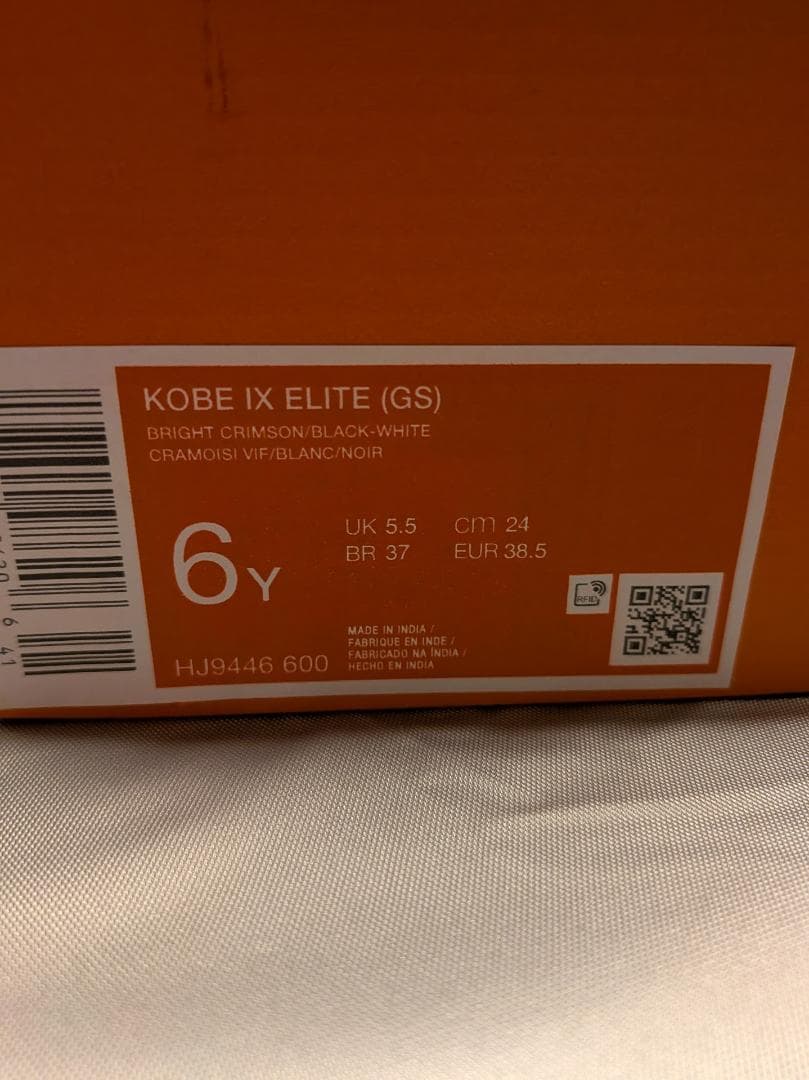 KOBE IX ELITE (GS)
BRIGHT CRIMSON/BLACK-WHITE
CRAMOISI VIF/BLANC/NOIR
6Y
UK 5.5 cm 24
BR 37 EUR 38.5
RFID
MADE IN INDIA /
FABRIQUE EN INDE /
FABRICADO NA ÍNDIA /
HECHO EN INDIA
HJ9446 600